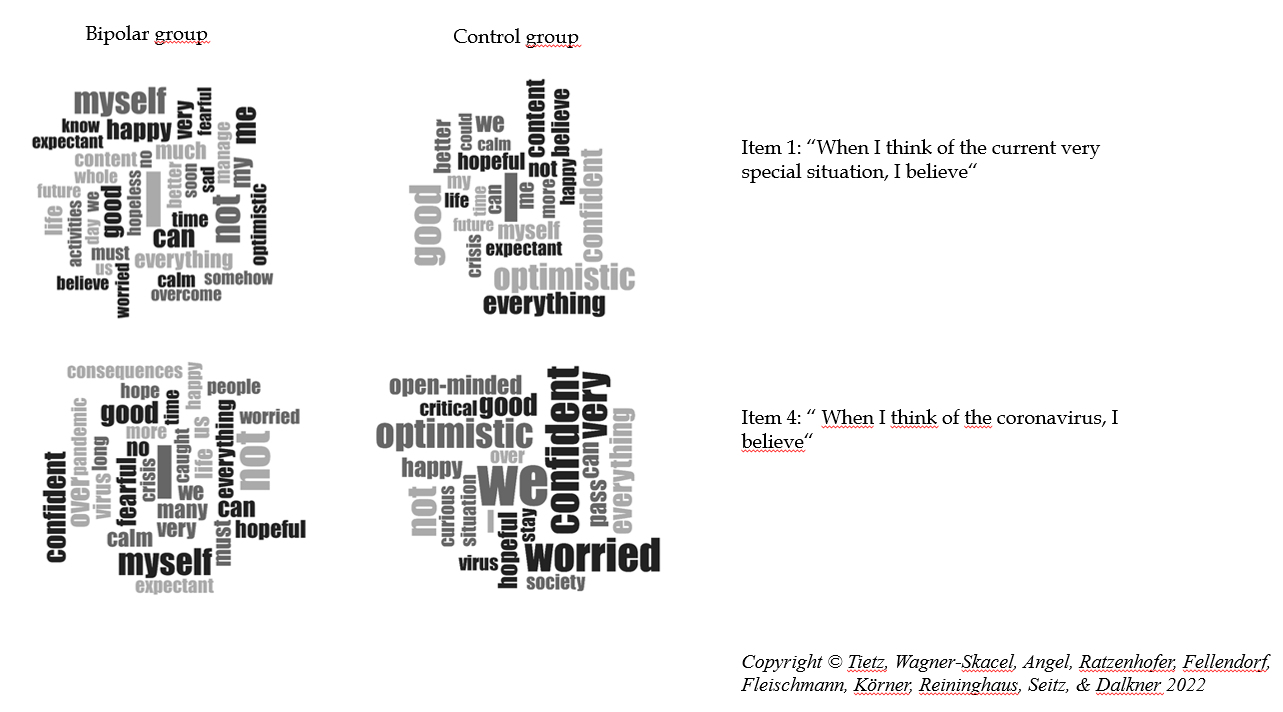 Bipolar group
Control group
myself
know
happy
very
fearful
me
expectant
content
no
much
manage
whole
better
soon
sad
my
future
life
activities
day
we
good
hopeless
I
time
not
optimistic
can
must
us
everything
believe
worried
calm
somehow
overcome
better
could
we
calm
content
believe
hopeful
not
happy
my
life
time
can
I
me
more
confident
good
future
myself
crisis
expectant
optimistic
everything
Item 1: “When I think of the current very
special situation, I believe“
consequences
happy
hope
people
good
time
worried
pandemic
over
more
us
everything
not
long
no
caught
life
virus
fearful
crisis
I
we
confident
many
can
very
must
hopeful
calm
myself
expectant
open-minded
critical
good
confident
very
optimistic
over
everything
happy
we
can
pass
not
curious
situation
I
hopeful
stay
virus
worried
society
Item 4: “ When I think of the coronavirus, I
believe“
Copyright © Tietz, Wagner-Skacel, Angel, Ratzenhofer, Fellendorf,
Fleischmann, Körner, Reininghaus, Seitz, & Dalkner 2022